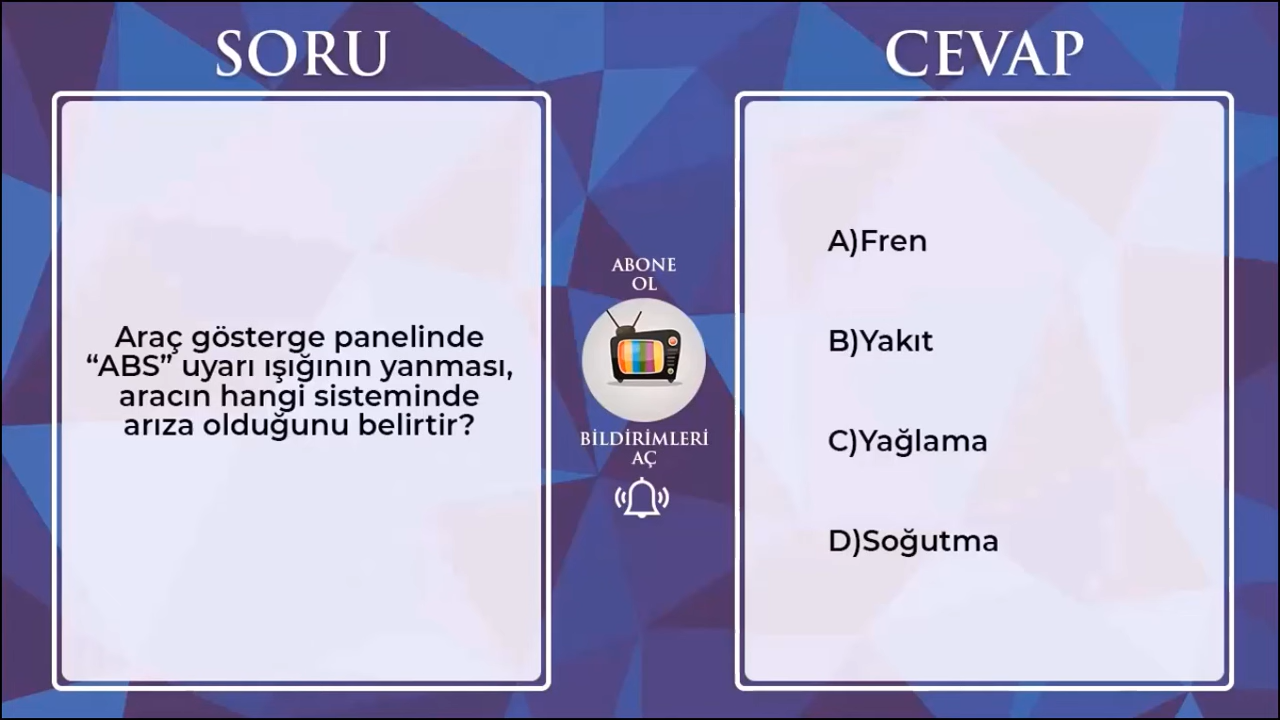 SORU
Araç gösterge panelinde
“ABS” uyarı ışığının yanması,
aracın hangi sisteminde
arıza olduğunu belirtir?
ABONE
OL
BİLDİRİMLERİ
AÇ
CEVAP
A)Fren
B)Yakıt
C)Yağlama
D)Soğutma